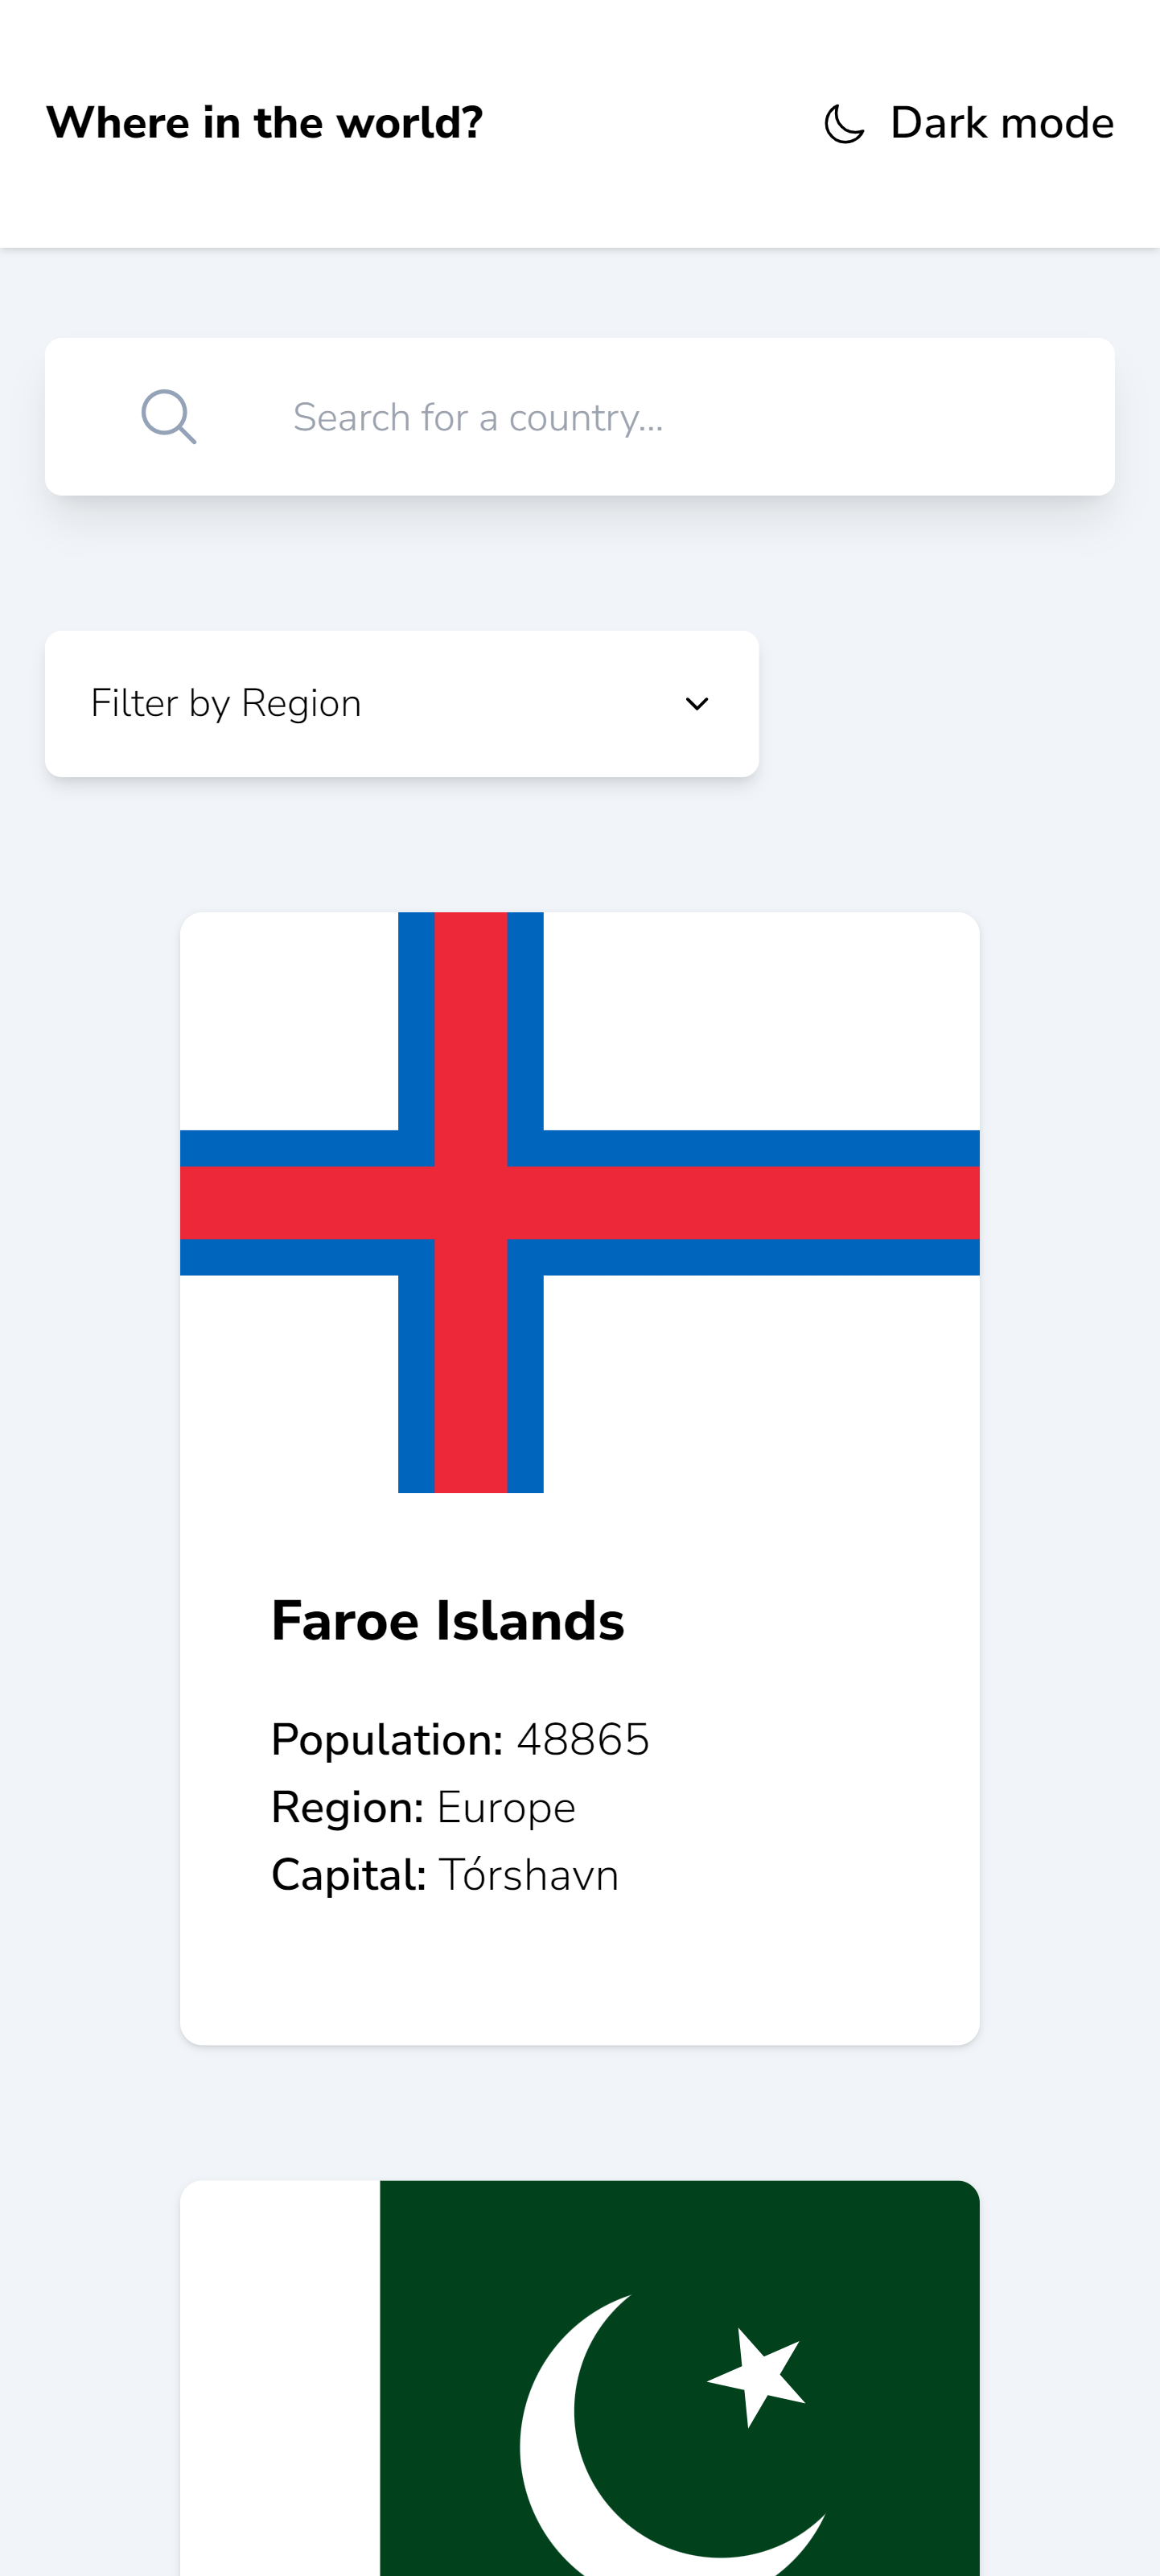 Where in the world?
Dark mode
Search for a country...
Filter by Region
Faroe Islands
Population: 48865
Region: Europe
Capital: Tórshavn